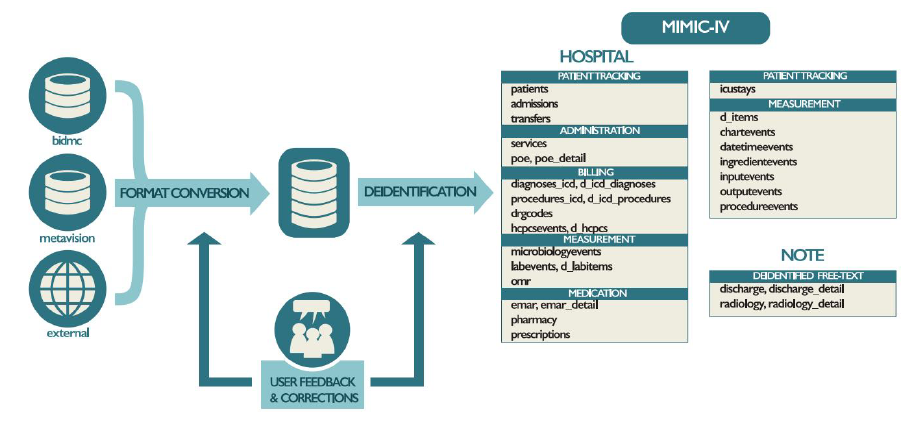 MIMIC-IV
bidmc
metavision
external
FORMAT CONVERSION
DEIDENTIFICATION
USER FEEDBACK
& CORRECTIONS
HOSPITAL
PATIENT TRACKING
patients
admissions
transfers
ADMINISTRATION
services
poe, poe_detail
BILLING
diagnoses_icd, d_icd_diagnoses
procedures_icd, d_icd_procedures
drgcodes
hcpcsevents, d_hcpcs
MEASUREMENT
microbiologyevents
labevents, d_labitems
omr
MEDICATION
emar, emar_detail
pharmacy
prescriptions
PATIENT TRACKING
icustays
MEASUREMENT
d_items
chartevents
datetimeevents
ingredientevents
inputevents
outputevents
procedureevents
NOTE
DEIDENTIFIED FREE-TEXT
discharge, discharge_detail
radiology, radiology_detail